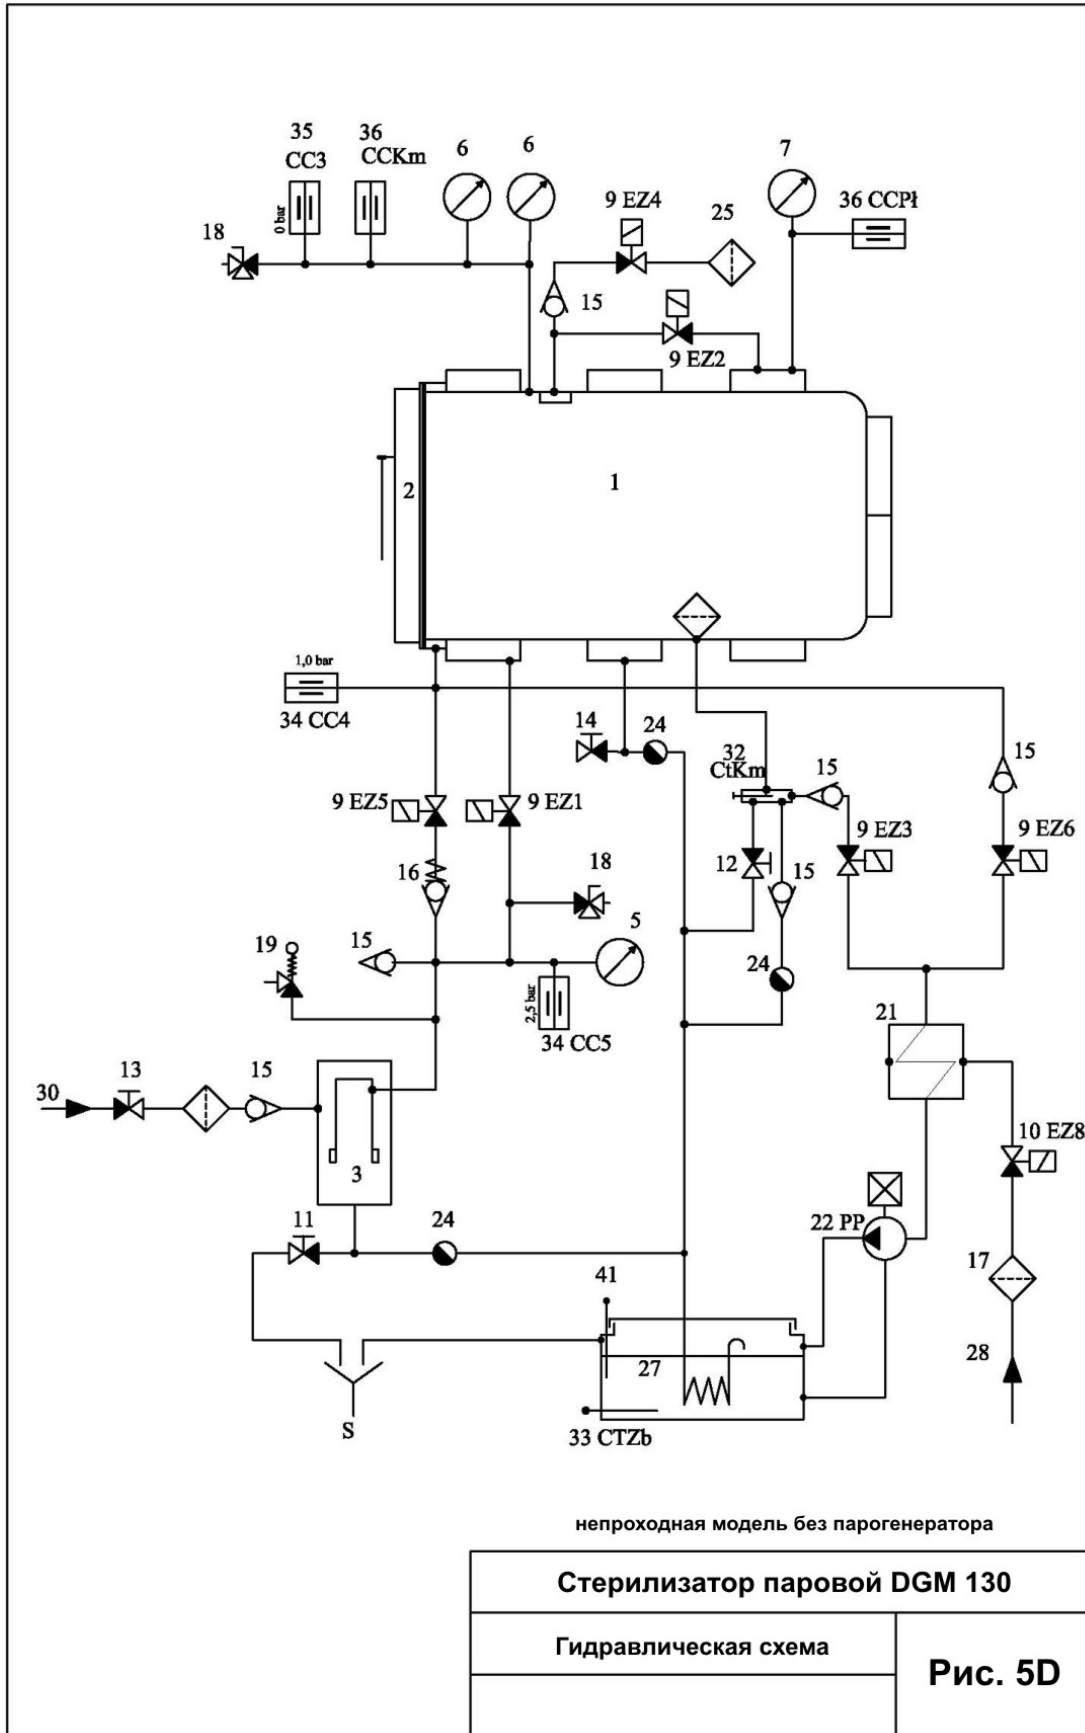 35
CC3
36
CCKm
6
6
7
9 EZ4
25
36 CCPł
0 bar
18
15
9 EZ2
2
1
1,0 bar
34 CC4
14
24
32
CtKm
15
15
9 EZ5
9 EZ1
9 EZ3
9 EZ6
16
18
12
15
19
15
5
24
2,5 bar
34 CC5
21
30
13
15
3
10 EZ8
11
24
22 PP
17
41
27
28
S
33 CTZb
непроходная модель без парогенератора
Стерилизатор паровой DGM 130
Гидравлическая схема
Рис. 5D